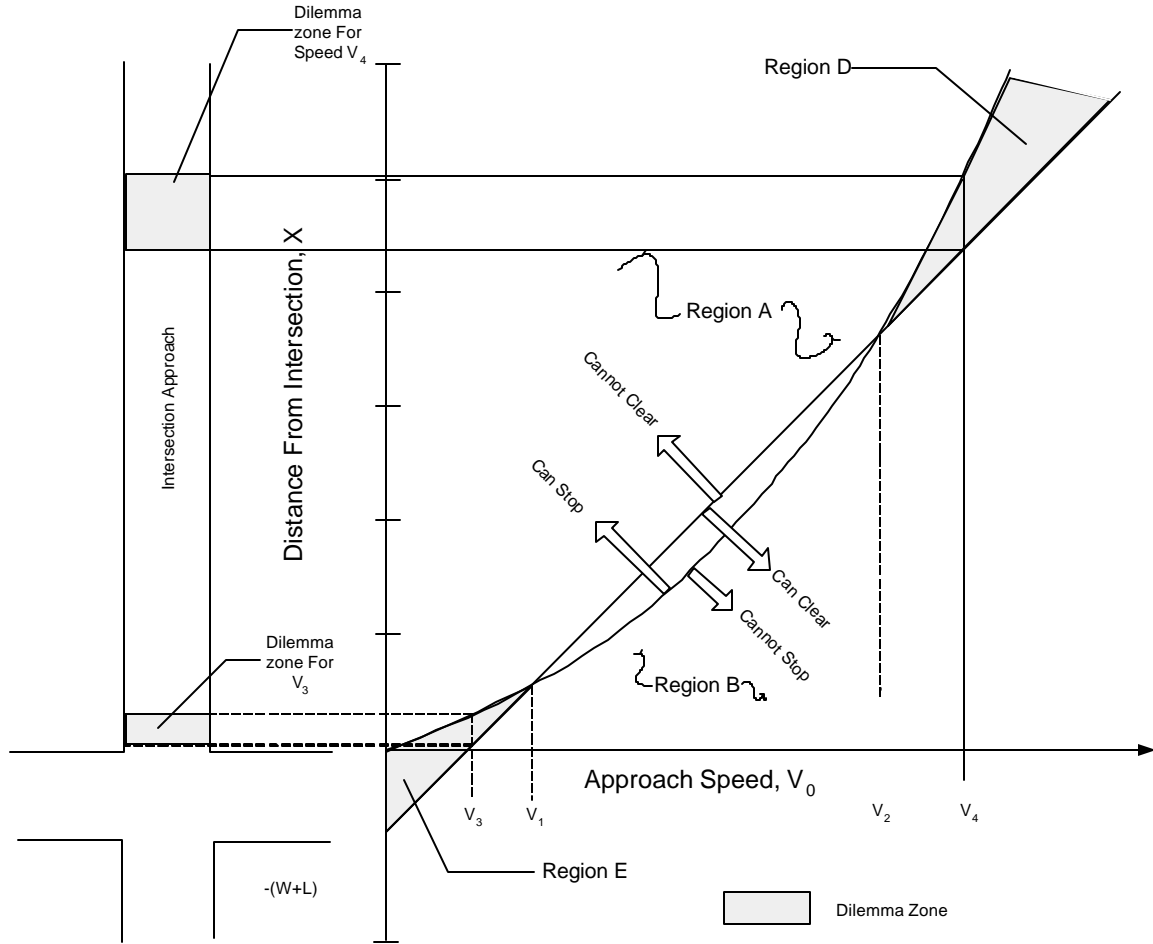 Dilemma
zone For
Speed V4
Region D
Distance From Intersection, X
Intersection Approach
Region A
Cannot Clear
Can Stop
Can Clear
Cannot Stop
Dilemma
zone For
V3
Region B
Approach Speed, V0
V3
V1
V2
V4
Region E
-(W+L)
Dilemma Zone